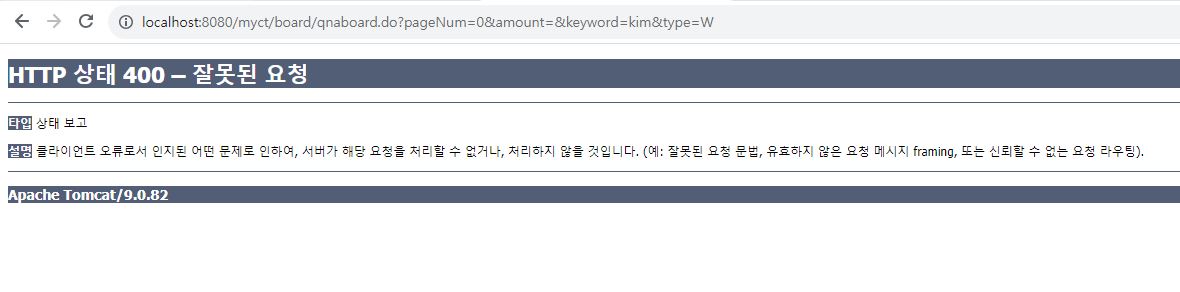 localhost:8080/myct/board/qnaboard.do?pageNum=0&amount=&keyword=kim&type=W
HTTP 상태 400 – 잘못된 요청
타입 상태 보고
설명 클라이언트 오류로서 인지된 어떤 문제로 인하여, 서버가 해당 요청을 처리할 수 없거나, 처리하지 않을 것입니다. (예: 잘못된 요청 문법, 유효하지 않은 요청 메시지 framing, 또는 신뢰할 수 없는 요청 라우팅).
Apache Tomcat/9.0.82